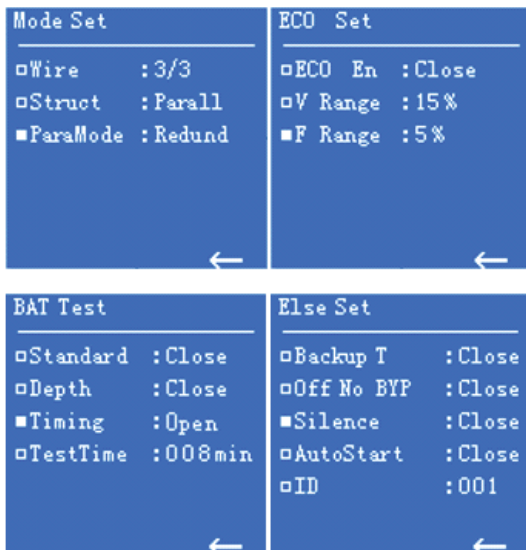 Mode Set
□Wire :3/3
□Struct :Parall
■ParaMode :Redund
←
ECO Set
□ECO En :Close
□V Range :15%
■F Range :5%
←
BAT Test
□Standard :Close
□Depth :Close
■Timing :Open
□TestTime :008min
←
Else Set
□Backup T :Close
□Off No BYP :Close
■Silence :Close
□AutoStart :Close
□ID :001
←